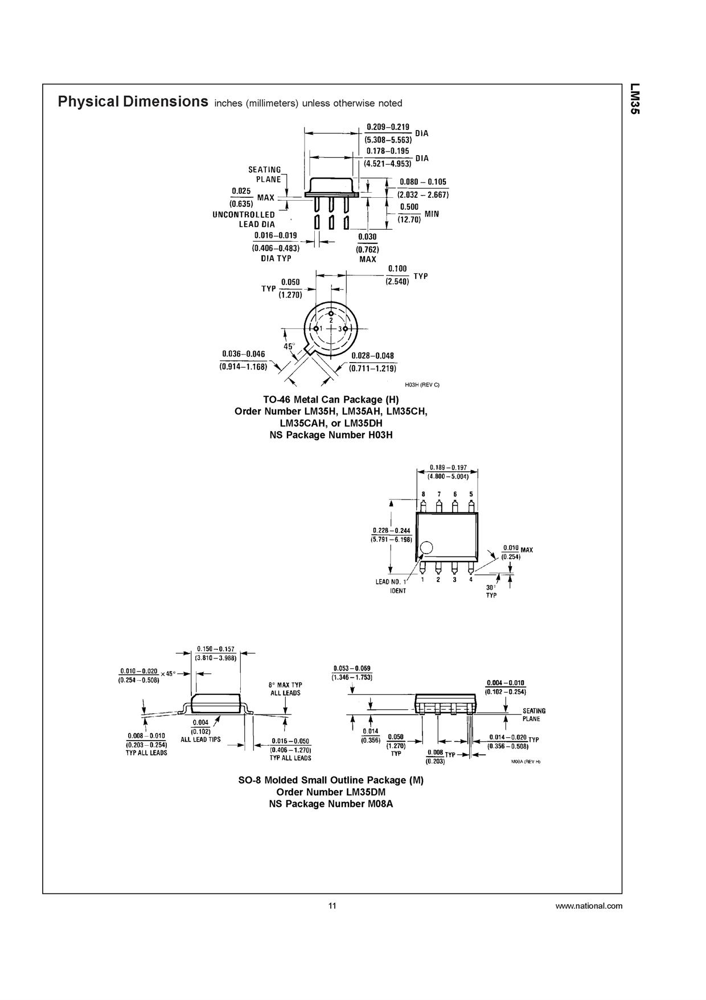 LM35
Physical Dimensions inches (millimeters) unless otherwise noted
0.209–0.219
(5.308–5.563)
DIA
0.178–0.195
(4.521–4.953)
DIA
SEATING
PLANE
0.025
(0.635)
MAX
0.080 – 0.105
(2.032 – 2.667)
0.500
(12.70)
MIN
UNCONTROLLED
LEAD DIA
0.016–0.019
(0.406–0.483)
DIA TYP
0.030
(0.762)
MAX
0.100
(2.540)
TYP
TYP
0.050
(1.270)
2
1
3
45°
0.036–0.046
(0.914–1.168)
0.028–0.048
(0.711–1.219)
H03H (REV C)
TO-46 Metal Can Package (H)
Order Number LM35H, LM35AH, LM35CH,
LM35CAH, or LM35DH
NS Package Number H03H
0.189 – 0.197
(4.800 – 5.004)
8 7 6 5
0.228 – 0.244
(5.791 – 6.198)
0.010
(0.254)
MAX
LEAD NO. 1
IDENT
1 2 3 4
30°
TYP
0.150 – 0.157
(3.810 – 3.988)
0.010 – 0.020
(0.254 – 0.508)
× 45°
8° MAX TYP
ALL LEADS
0.004
(0.102)
ALL LEAD TIPS
0.008 – 0.010
(0.203 – 0.254)
TYP ALL LEADS
0.016 – 0.050
(0.406 – 1.270)
TYP ALL LEADS
0.053 – 0.069
(1.346 – 1.753)
0.004 – 0.010
(0.102 – 0.254)
SEATING
PLANE
0.014
(0.356)
0.050
(1.270)
TYP
0.014 – 0.020
(0.356 – 0.508)
TYP
0.008
(0.203)
TYP
M08A (REV H)
SO-8 Molded Small Outline Package (M)
Order Number LM35DM
NS Package Number M08A
11
www.national.com